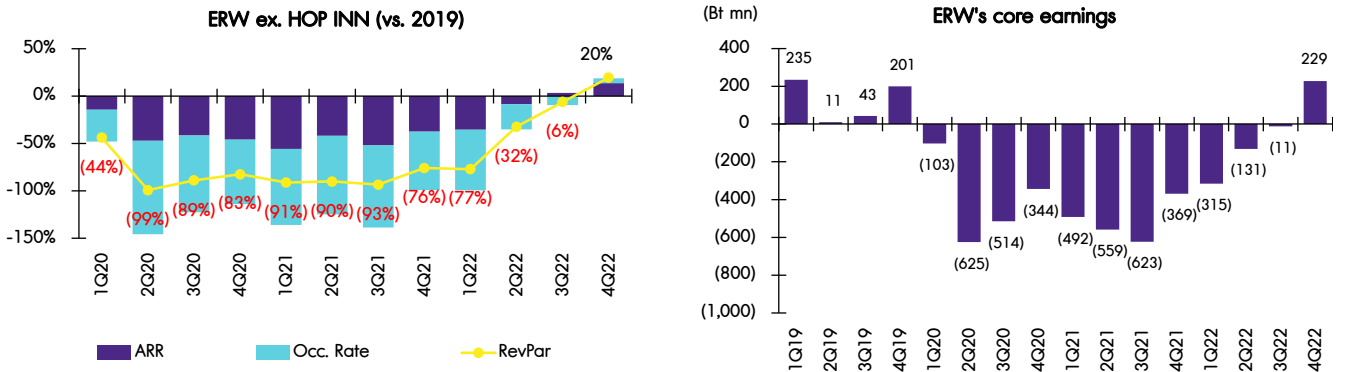 ERW ex. HOP INN (vs. 2019)
50%
0%
-50%
-100%
-150%
20%
(44%)
(99%)
(89%)
(83%)
(91%)
(90%)
(93%)
(76%)
(77%)
(32%)
(6%)
1Q20
2Q20
3Q20
4Q20
1Q21
2Q21
3Q21
4Q21
1Q22
2Q22
3Q22
4Q22
ARR
Occ. Rate
RevPar
(Bt mn)
ERW's core earnings
400
200
0
(200)
(400)
(600)
(800)
(1,000)
235
11
43
201
(103)
(625)
(514)
(344)
(492)
(559)
(623)
(369)
(315)
(131)
(11)
229
1Q19
2Q19
3Q19
4Q19
1Q20
2Q20
3Q20
4Q20
1Q21
2Q21
3Q21
4Q21
1Q22
2Q22
3Q22
4Q22